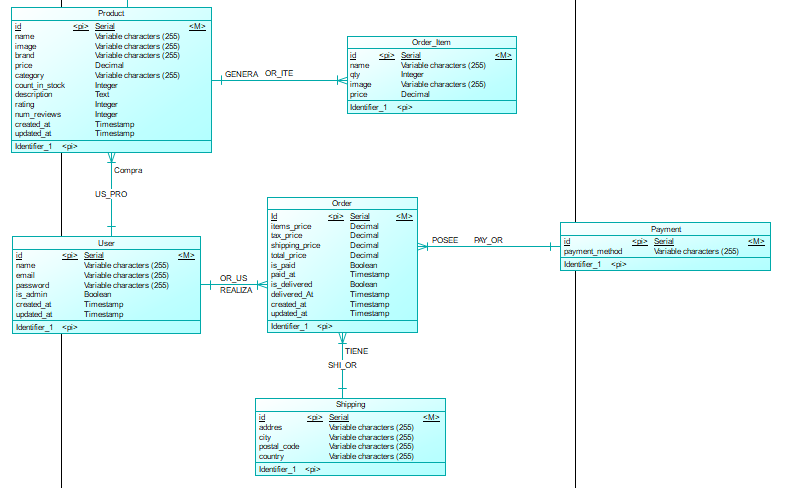 Product
id <pi> Serial <M>
name Variable characters (255)
image Variable characters (255)
brand Variable characters (255)
price Decimal
category Variable characters (255)
count_in_stock Integer
description Text
rating Integer
num_reviews Integer
created_at Timestamp
updated_at Timestamp
Identifier_1 <pi>
GENERA OR_ITE
Order_Item
id <pi> Serial <M>
name Variable characters (255)
qty Integer
image Variable characters (255)
price Decimal
Identifier_1 <pi>
Compra
US_PRO
User
id <pi> Serial <M>
name Variable characters (255)
email Variable characters (255)
password Variable characters (255)
is_admin Boolean
created_at Timestamp
updated_at Timestamp
Identifier_1 <pi>
OR_US
REALIZA
Order
Id <pi> Serial <M>
items_price Decimal
tax_price Decimal
shipping_price Decimal
total_price Decimal
is_paid Boolean
paid_at Timestamp
is_delivered Boolean
delivered_At Timestamp
created_at Timestamp
updated_at Timestamp
Identifier_1 <pi>
POSEE PAY_OR
Payment
id <pi> Serial <M>
payment_method Variable characters (255)
Identifier_1 <pi>
TIENE
SHI_OR
Shipping
id <pi> Serial <M>
addres Variable characters (255)
city Variable characters (255)
postal_code Variable characters (255)
country Variable characters (255)
Identifier_1 <pi>